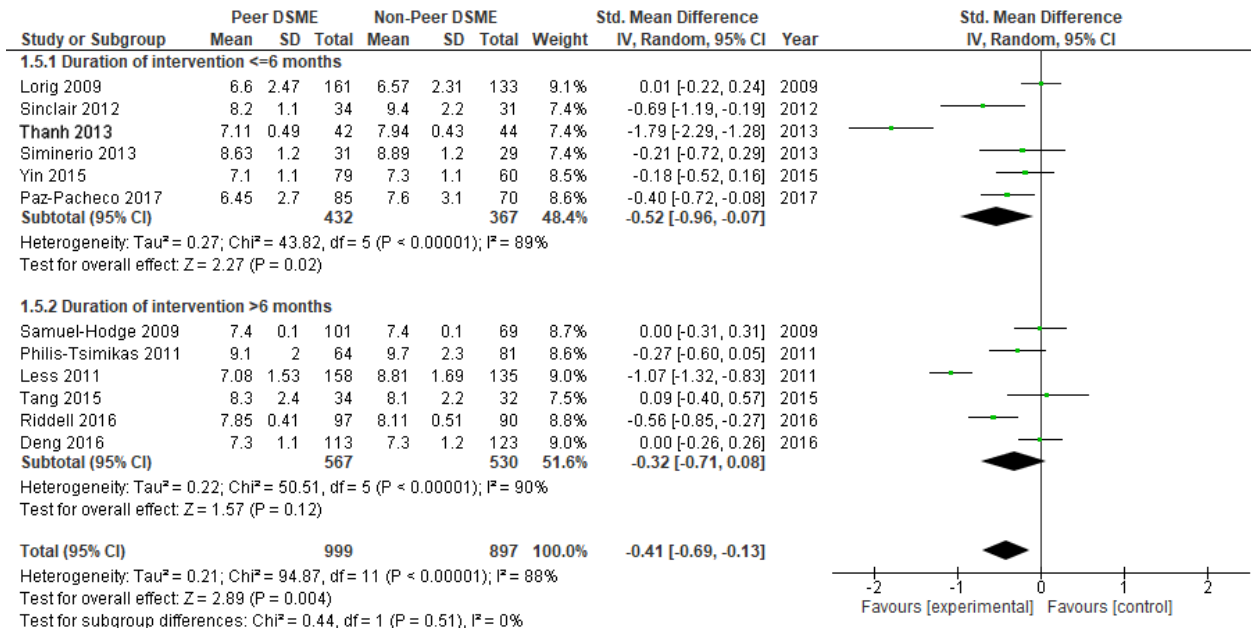 Peer DSME Non-Peer DSME Std. Mean Difference Std. Mean Difference
Study or Subgroup Mean SD Total Mean SD Total Weight IV, Random, 95% CI Year IV, Random, 95% CI
1.5.1 Duration of intervention <=6 months
Lorig 2009 6.6 2.47 161 6.57 2.31 133 9.1% 0.01 [-0.22, 0.24] 2009
Sinclair 2012 8.2 1.1 34 9.4 2.2 31 7.4% -0.69 [-1.19, -0.19] 2012
Thanh 2013 7.11 0.49 42 7.94 0.43 44 7.4% -1.79 [-2.29, -1.28] 2013
Siminerio 2013 8.63 1.2 31 8.89 1.2 29 7.4% -0.21 [-0.72, 0.29] 2013
Yin 2015 7.1 1.1 79 7.3 1.1 60 8.5% -0.18 [-0.52, 0.16] 2015
Paz-Pacheco 2017 6.45 2.7 85 7.6 3.1 70 8.6% -0.40 [-0.72, -0.08] 2017
Subtotal (95% CI) 432 367 48.4% -0.52 [-0.96, -0.07]
Heterogeneity: Tau² = 0.27; Chi² = 43.82, df = 5 (P < 0.00001); I² = 89%
Test for overall effect: Z = 2.27 (P = 0.02)
1.5.2 Duration of intervention >6 months
Samuel-Hodge 2009 7.4 0.1 101 7.4 0.1 69 8.7% 0.00 [-0.31, 0.31] 2009
Philis-Tsimikas 2011 9.1 2 64 9.7 2.3 81 8.6% -0.27 [-0.60, 0.05] 2011
Less 2011 7.08 1.53 158 8.81 1.69 135 9.0% -1.07 [-1.32, -0.83] 2011
Tang 2015 8.3 2.4 34 8.1 2.2 32 7.5% 0.09 [-0.40, 0.57] 2015
Riddell 2016 7.85 0.41 97 8.11 0.51 90 8.8% -0.56 [-0.85, -0.27] 2016
Deng 2016 7.3 1.1 113 7.3 1.2 123 9.0% 0.00 [-0.26, 0.26] 2016
Subtotal (95% CI) 567 530 51.6% -0.32 [-0.71, 0.08]
Heterogeneity: Tau² = 0.22; Chi² = 50.51, df = 5 (P < 0.00001); I² = 90%
Test for overall effect: Z = 1.57 (P = 0.12)
Total (95% CI) 999 897 100.0% -0.41 [-0.69, -0.13]
Heterogeneity: Tau² = 0.21; Chi² = 94.87, df = 11 (P < 0.00001); I² = 88%
Test for overall effect: Z = 2.89 (P = 0.004)
Test for subgroup differences: Chi² = 0.44, df = 1 (P = 0.51), I² = 0%
-2 -1 0 1 2
Favours [experimental] Favours [control]